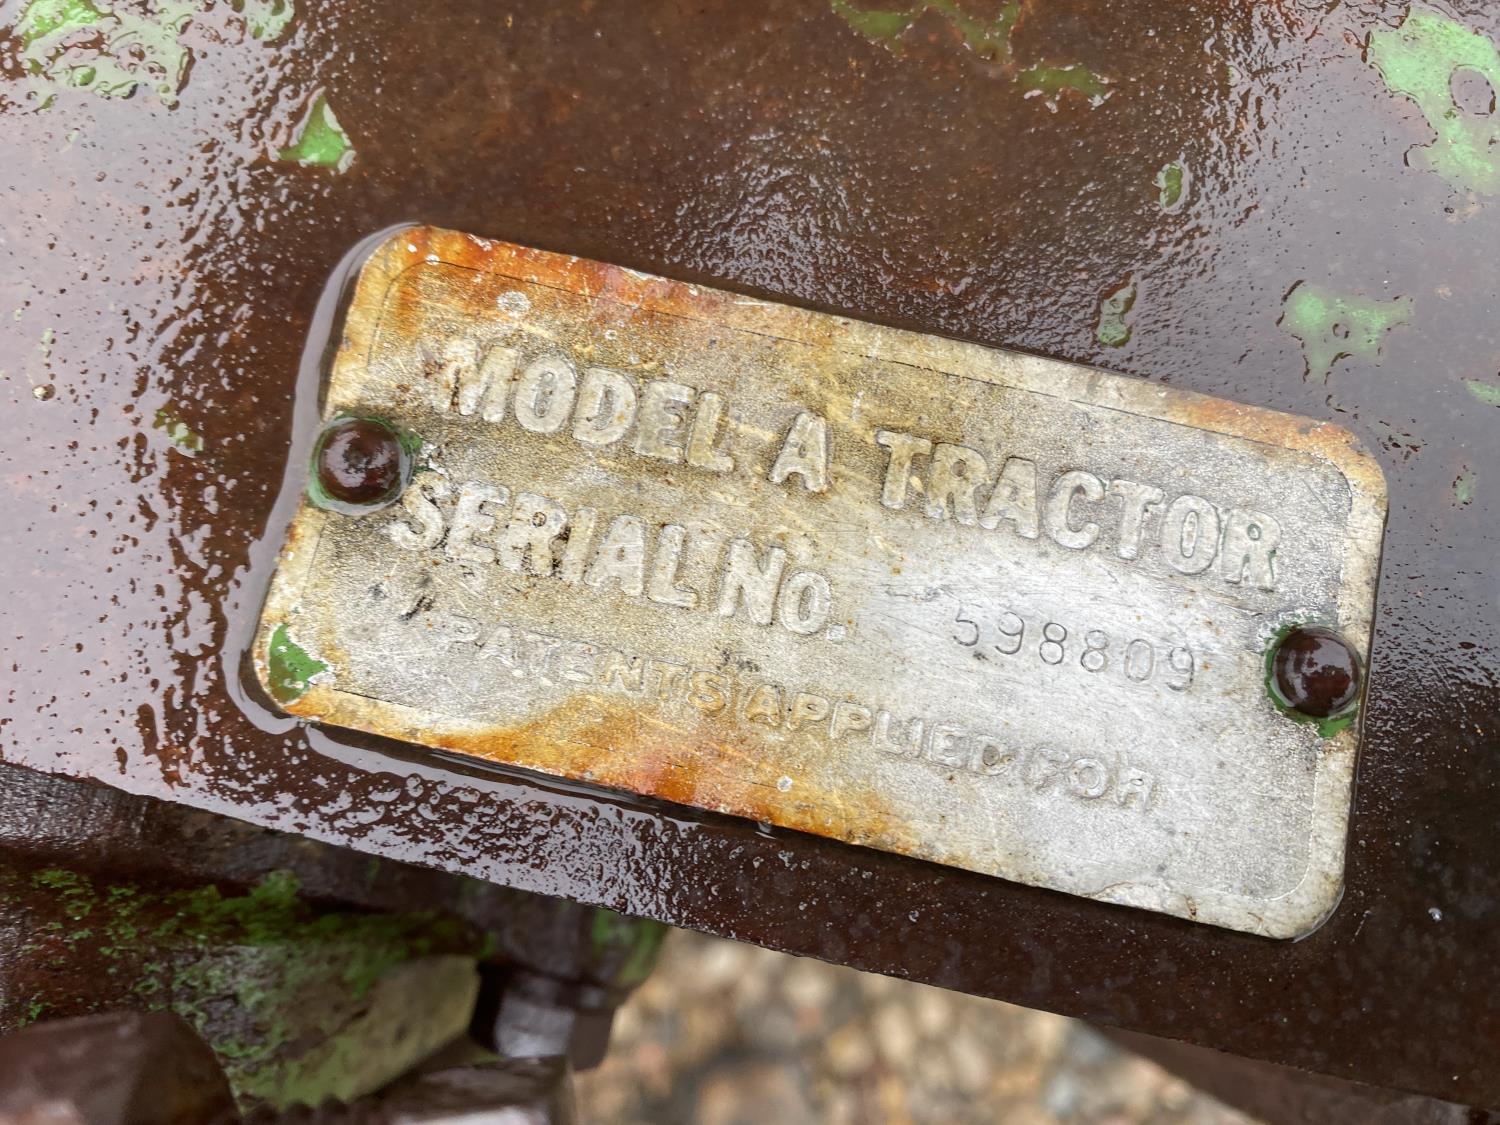 MODEL A TRACTOR
SERIAL No. 598809
PATENTS APPLIED FOR